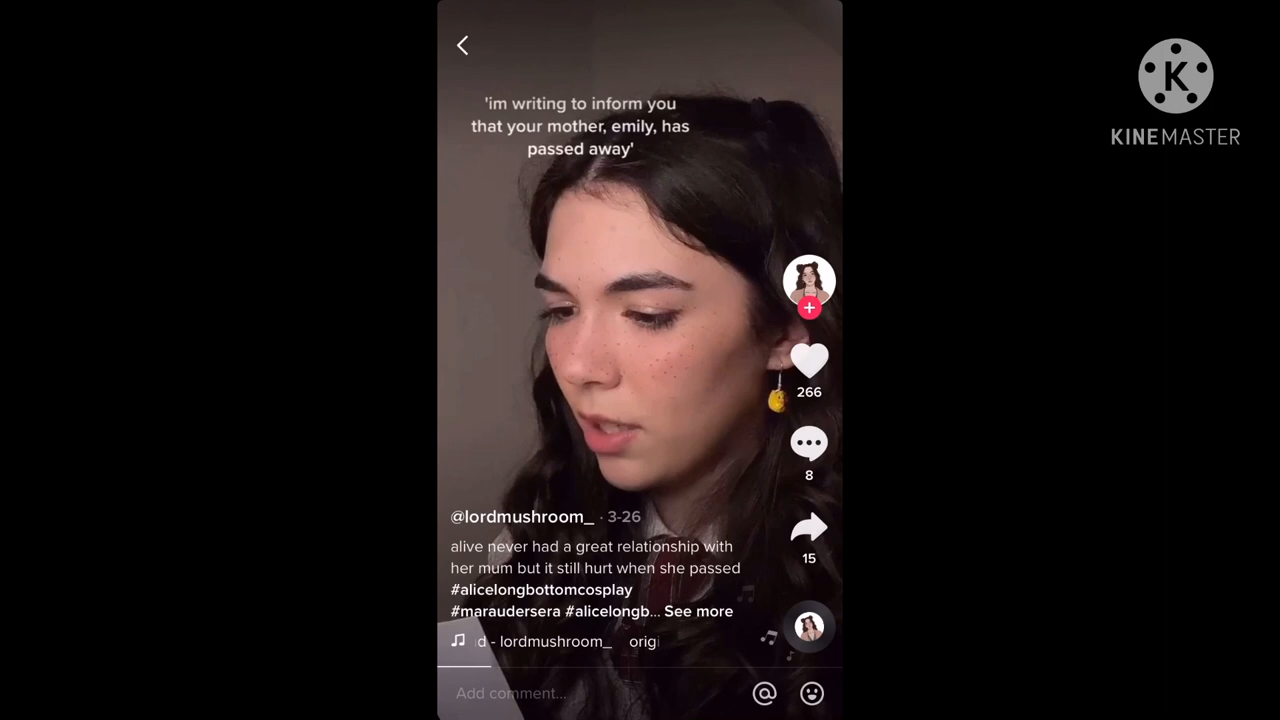 'im writing to inform you
that your mother, emily, has
passed away'
K
KINEMASTER
266
8
15
@lordmushroom_ · 3-26
alive never had a great relationship with
her mum but it still hurt when she passed
#alicelongbottomcosplay
#maraudersera #alicelongb... See more
d - lordmushroom_ origi
Add comment...